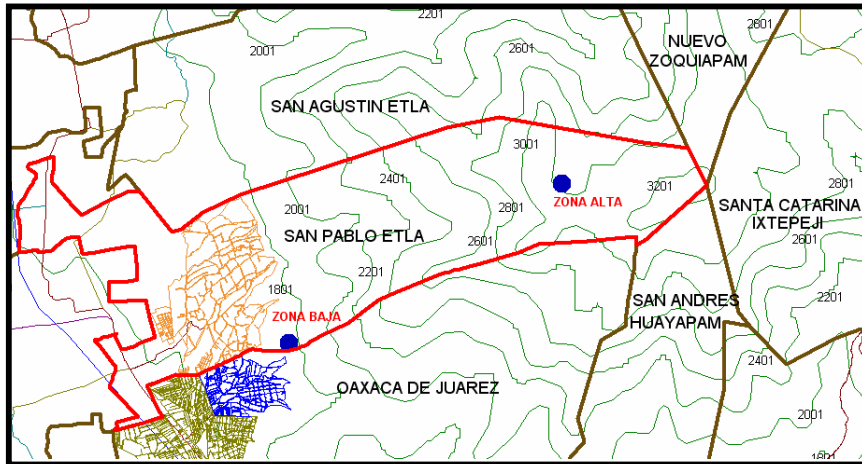 2201
2001
2601
2801
NUEVO
ZOQUIAPAM
SAN AGUSTIN ETLA
3001
2401
3201
2801
ZONA ALTA
2001
2801
SANTA CATARINA
IXTEPEJI
SAN PABLO ETLA
2601
2601
2201
1801
ZONA BAJA
SAN ANDRES
HUAYAPAM
2201
2401
OAXACA DE JUAREZ
2001